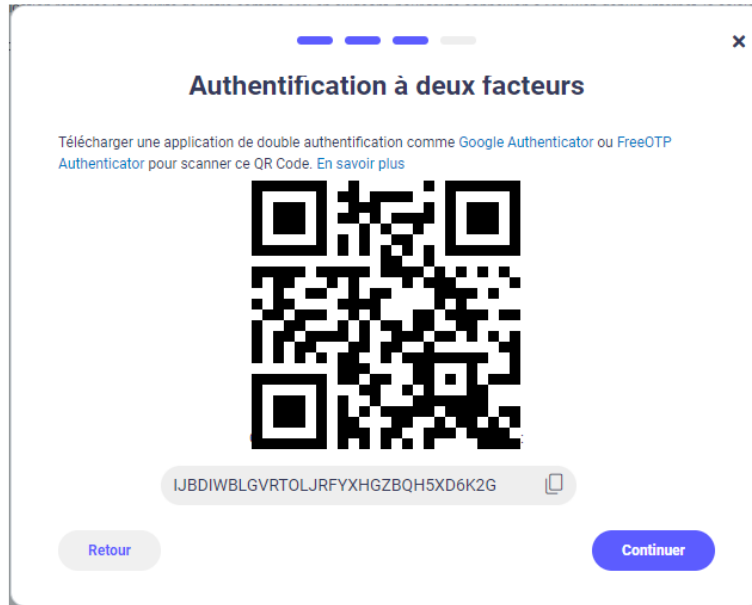 Authentification à deux facteurs
Télécharger une application de double authentification comme Google Authenticator ou FreeOTP
Authenticator pour scanner ce QR Code. En savoir plus
IJBDIWBLGVRTOLJRFYXHGZBQH5XD6K2G
Retour
Continuer